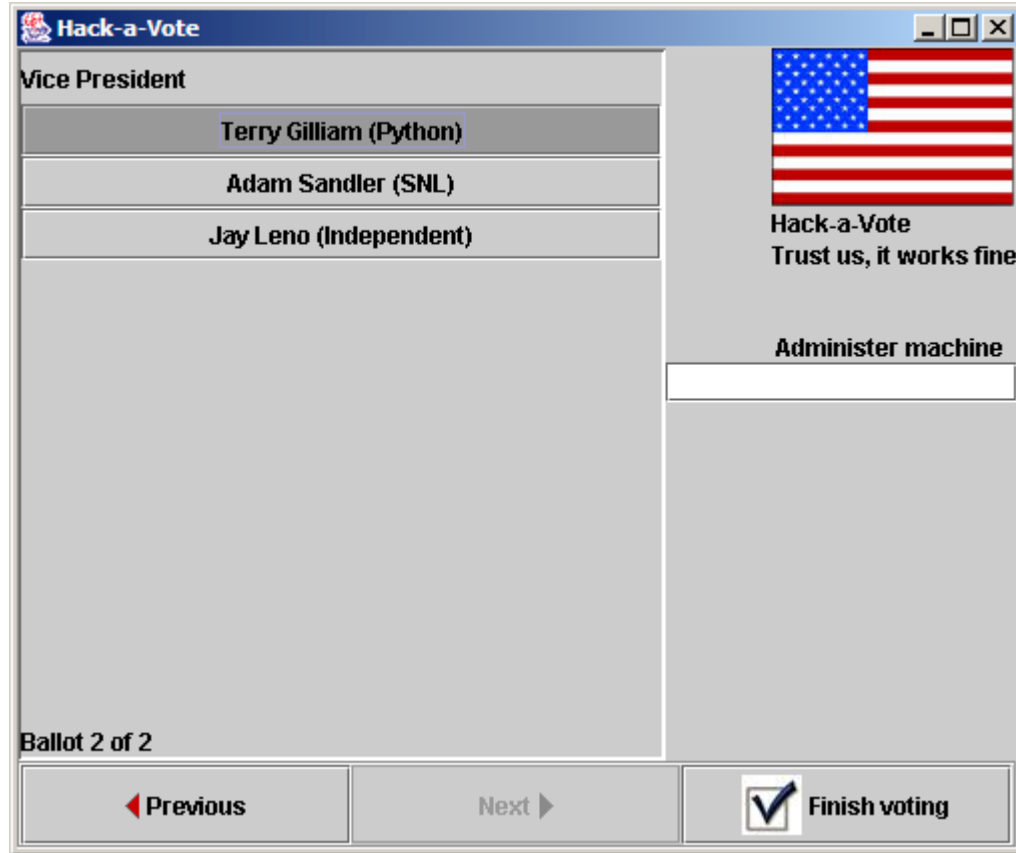 Hack-a-Vote
Vice President
Terry Gilliam (Python)
Adam Sandler (SNL)
Jay Leno (Independent)
Hack-a-Vote
Trust us, it works fine
Administer machine
Ballot 2 of 2
Previous
Next
Finish voting